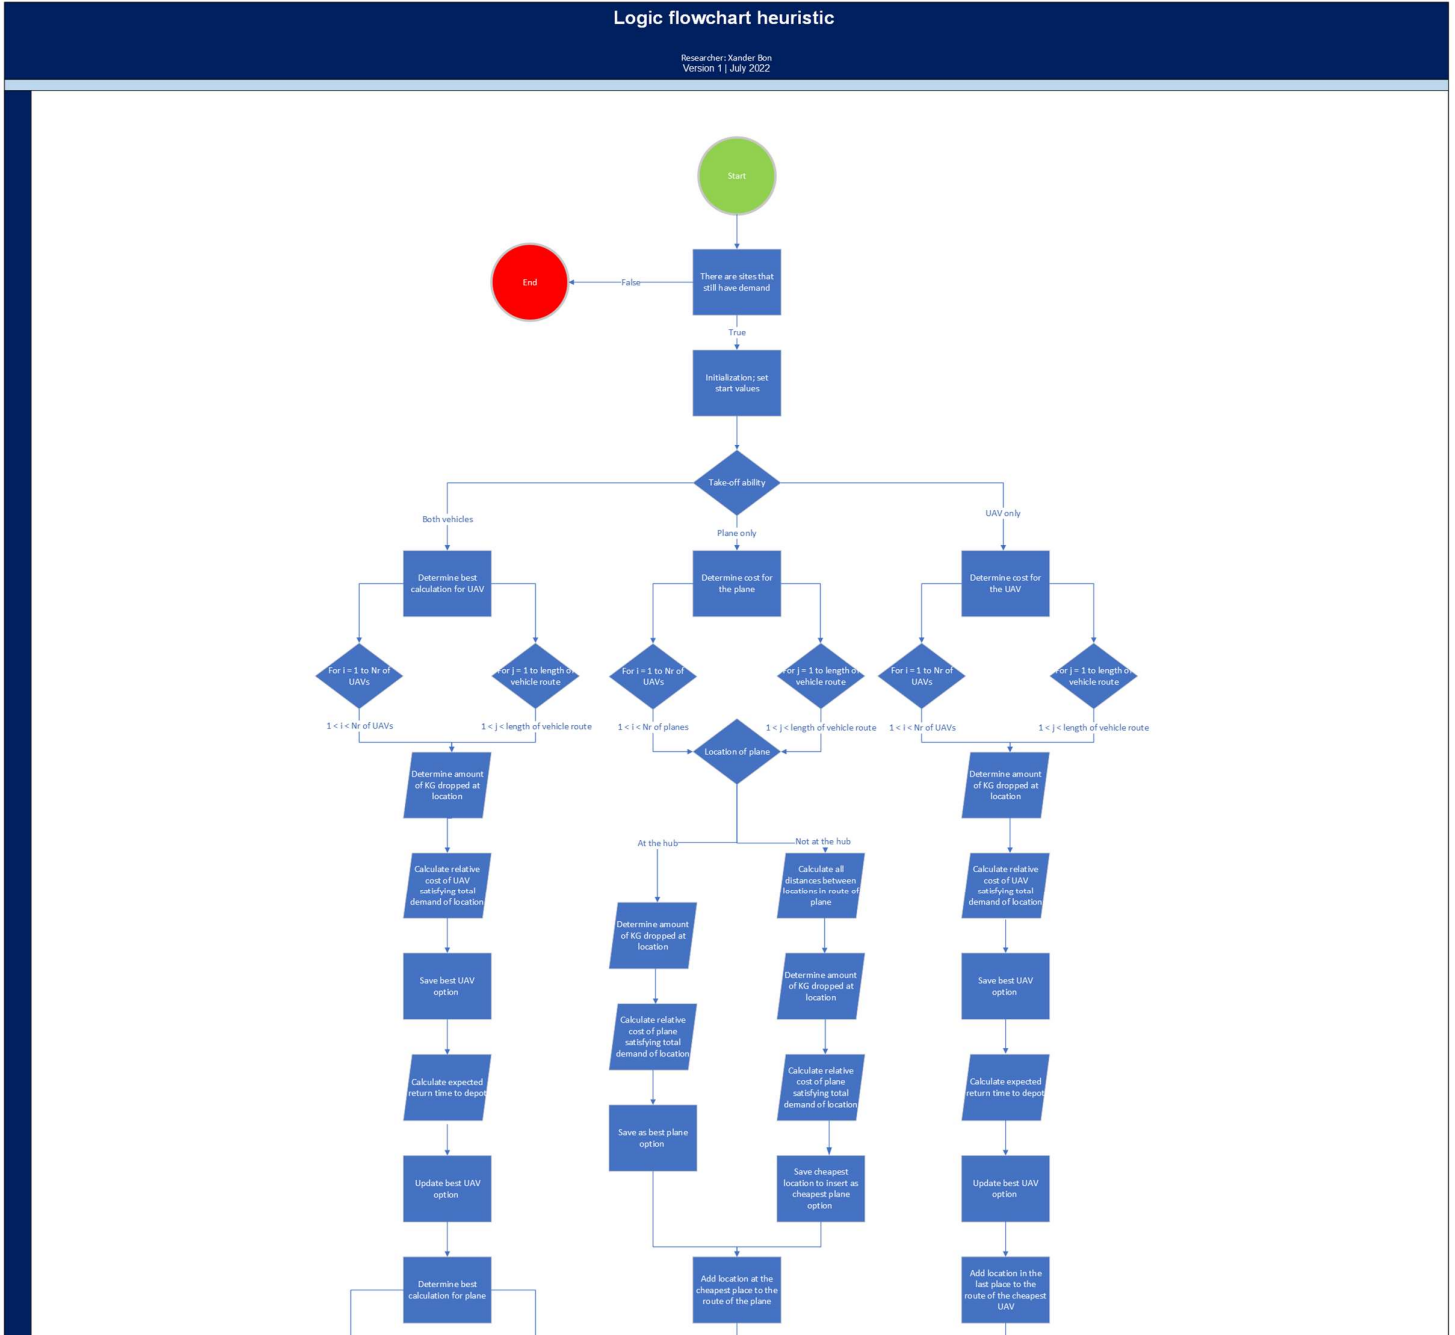 Logic flowchart heuristic
Researcher: Xander Bon
Version 1 | July 2022
Start
End
False
There are sites that
still have demand
True
Initialization; set
start values
Take-off ability
Both vehicles
Plane only
UAV only
Determine best
calculation for UAV
Determine cost for
the plane
Determine cost for
the UAV
For i = 1 to Nr of
UAVs
For j = 1 to length of
vehicle route
For i = 1 to Nr of
UAVs
For j = 1 to length of
vehicle route
For i = 1 to Nr of
UAVs
For j = 1 to length of
vehicle route
1 < i < Nr of UAVs
1 < j < length of vehicle route
1 < i < Nr of planes
1 < j < length of vehicle route
1 < i < Nr of UAVs
1 < j < length of vehicle route
Location of plane
Determine amount
of KG dropped at
location
Determine amount
of KG dropped at
location
At the hub
Not at the hub
Calculate relative
cost of UAV
satisfying total
demand of location
Calculate all
distances between
locations in route of
plane
Calculate relative
cost of UAV
satisfying total
demand of location
Determine amount
of KG dropped at
location
Save best UAV
option
Determine amount
of KG dropped at
location
Save best UAV
option
Calculate relative
cost of plane
satisfying total
demand of location
Calculate expected
return time to depot
Calculate relative
cost of plane
satisfying total
demand of location
Calculate expected
return time to depot
Save as best plane
option
Update best UAV
option
Save cheapest
location to insert as
cheapest plane
option
Update best UAV
option
Determine best
calculation for plane
Add location at the
cheapest place to the
route of the plane
Add location in the
last place to the
route of the cheapest
UAV